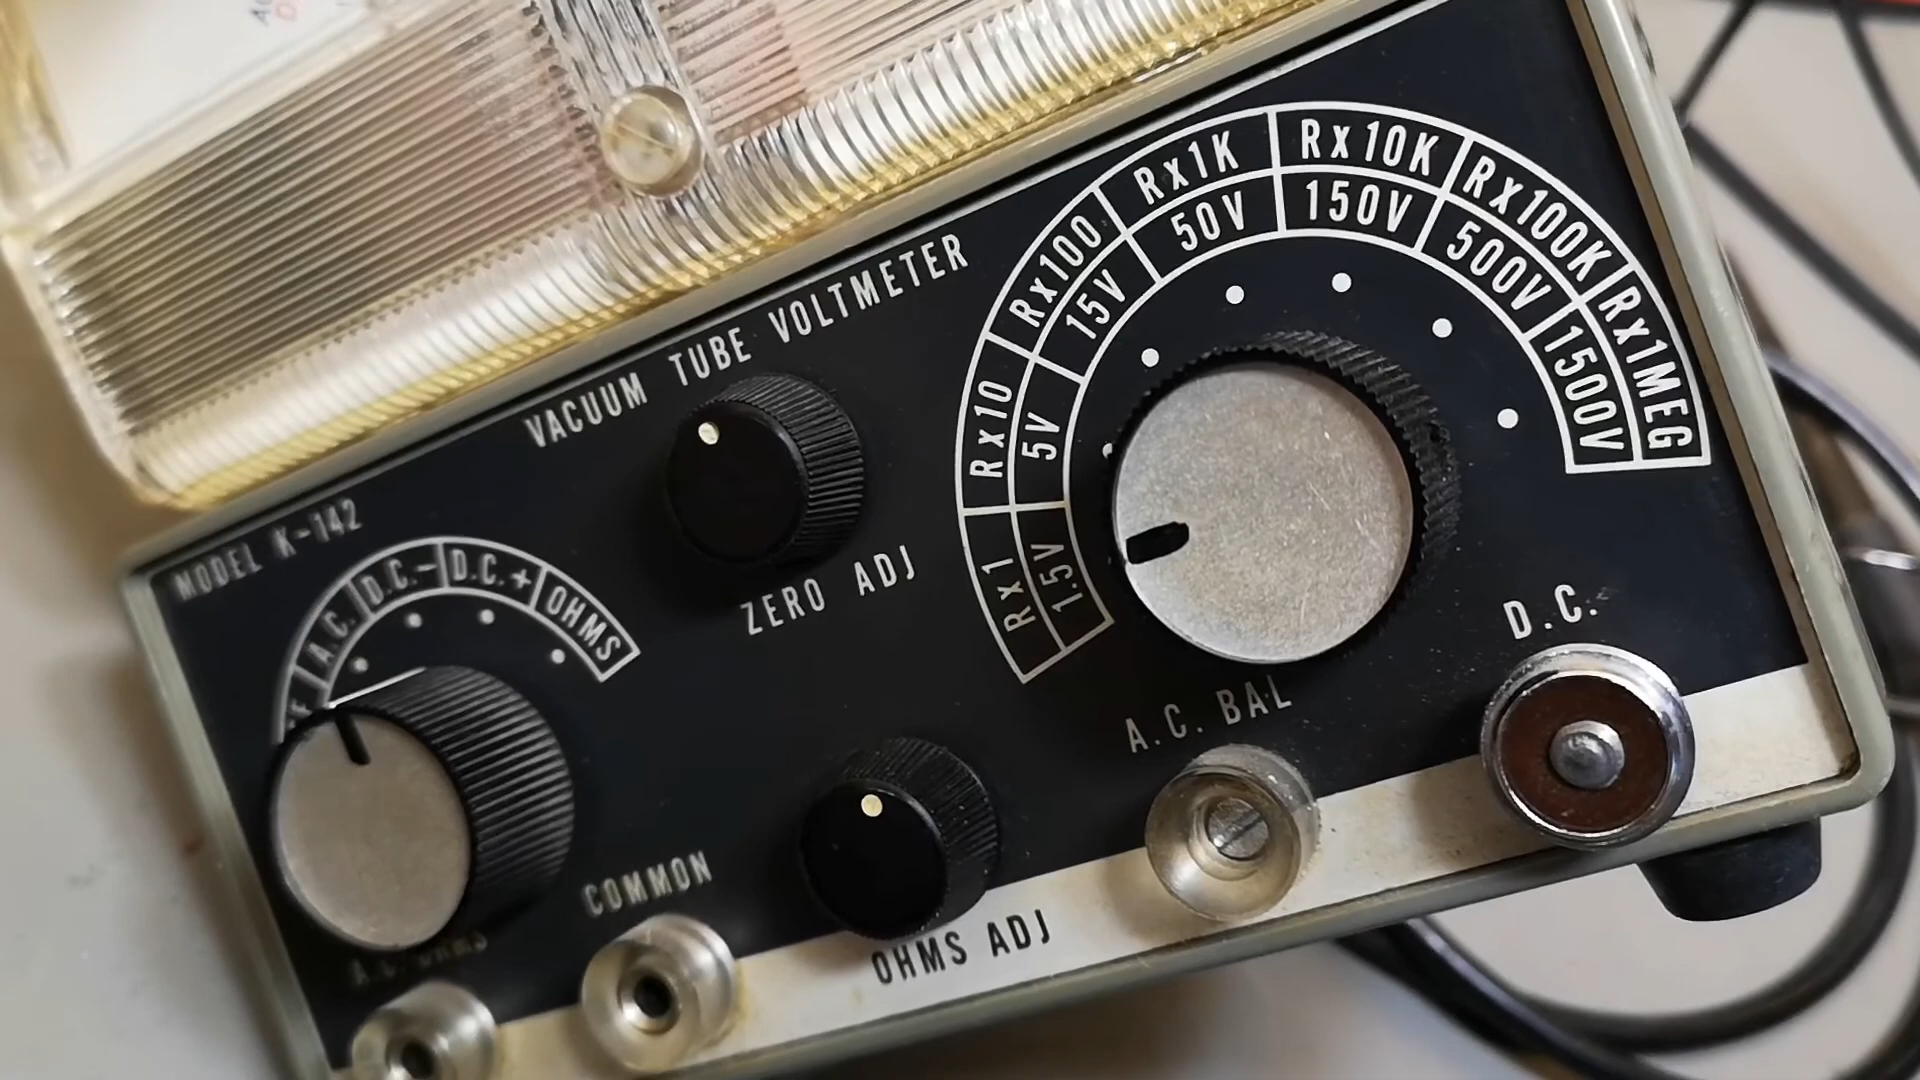 VACUUM TUBE VOLTMETER
MODEL K-142
A.C.
D.C.-
D.C.+
OHMS
ZERO ADJ
Rx1
Rx10
Rx100
Rx1K
Rx10K
Rx100K
Rx1MEG
1.5V
5V
15V
50V
150V
500V
1500V
D.C.
A.C. BAL
COMMON
OHMS ADJ